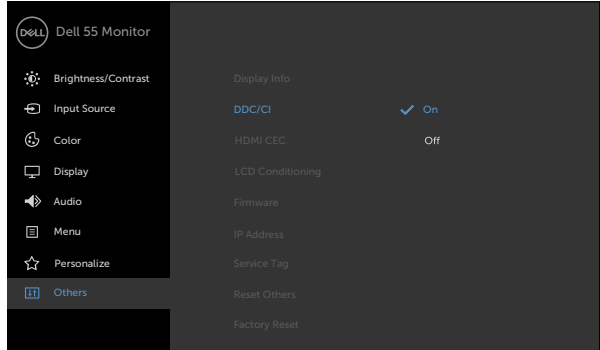 DELL Dell 55 Monitor
Brightness/Contrast
Input Source
Color
Display
Audio
Menu
Personalize
Others
Display Info
DDC/CI On
HDMI CEC Off
LCD Conditioning
Firmware
IP Address
Service Tag
Reset Others
Factory Reset